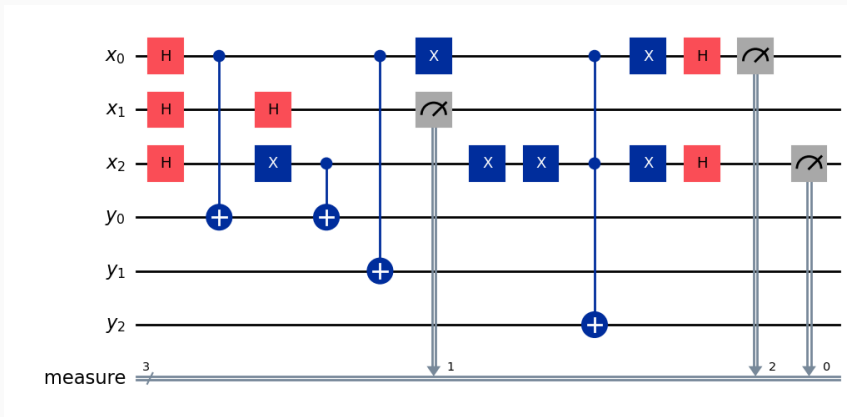 x₀ H X X H
x₁ H H
x₂ H X X X X H
y₀
y₁
y₂
measure 3 1 2 0